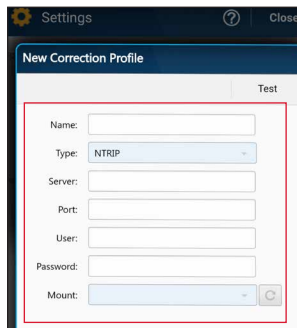 Settings
Close
New Correction Profile
Test
Name:
Type: NTRIP
Server:
Port:
User:
Password:
Mount: